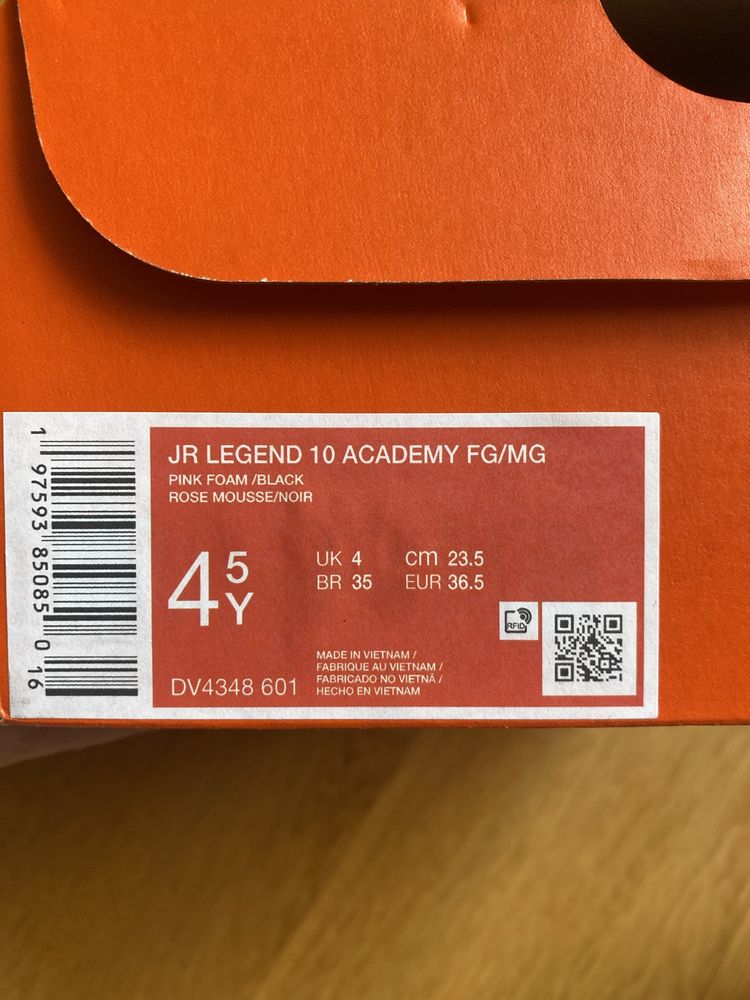 1 97593 85085 0 16
JR LEGEND 10 ACADEMY FG/MG
PINK FOAM /BLACK
ROSE MOUSSE/NOIR
4 5 Y
UK 4 cm 23.5
BR 35 EUR 36.5
RFID
MADE IN VIETNAM /
FABRIQUE AU VIETNAM /
FABRICADO NO VIETNÃ /
HECHO EN VIETNAM
DV4348 601